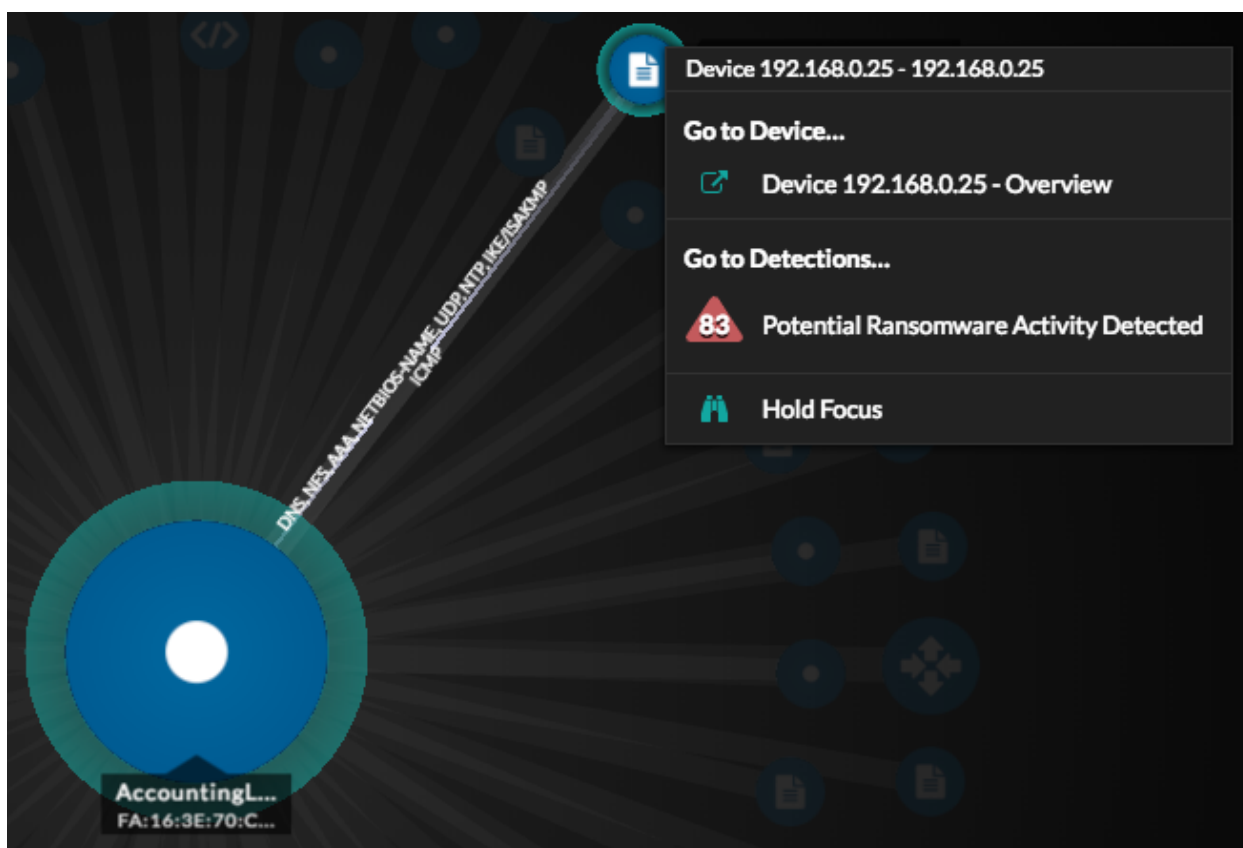 </>
Device 192.168.0.25 - 192.168.0.25
Go to Device...
Device 192.168.0.25 - Overview
Go to Detections...
83 Potential Ransomware Activity Detected
Hold Focus
DNS, NFS, AAA, NETBIOS-NAME, UDP, NTP, IKE/ISAKMP
ICMP
AccountingL...
FA:16:3E:70:C...